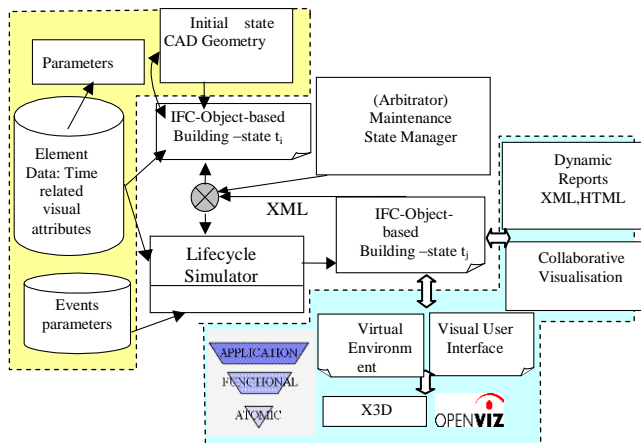 Initial state
CAD Geometry
Parameters
IFC-Object-based
Building –state ti
(Arbitrator)
Maintenance
State Manager
Element
Data: Time
related
visual
attributes
Dynamic
Reports
XML,HTML
XML
IFC-Object-
based
Building –state tj
Lifecycle
Simulator
Collaborative
Visualisation
Events
parameters
Virtual
Environm
ent
Visual User
Interface
APPLICATION
FUNCTIONAL
ATOMIC
X3D
OPENVIZ